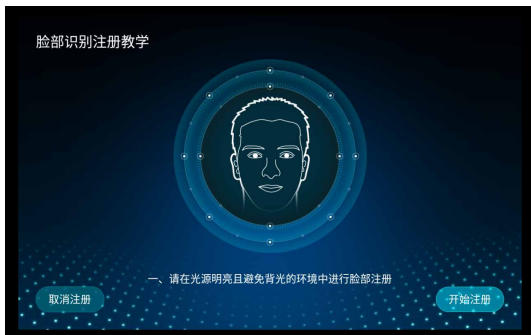 脸部识别注册教学
一、请在光源明亮且避免背光的环境中进行脸部注册
取消注册
开始注册